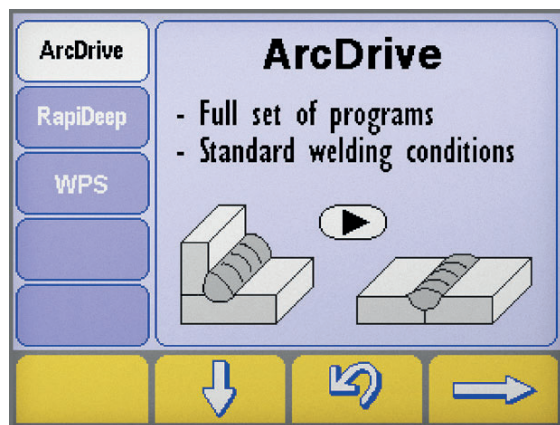 ArcDrive
RapiDeep
WPS
ArcDrive
- Full set of programs
- Standard welding conditions